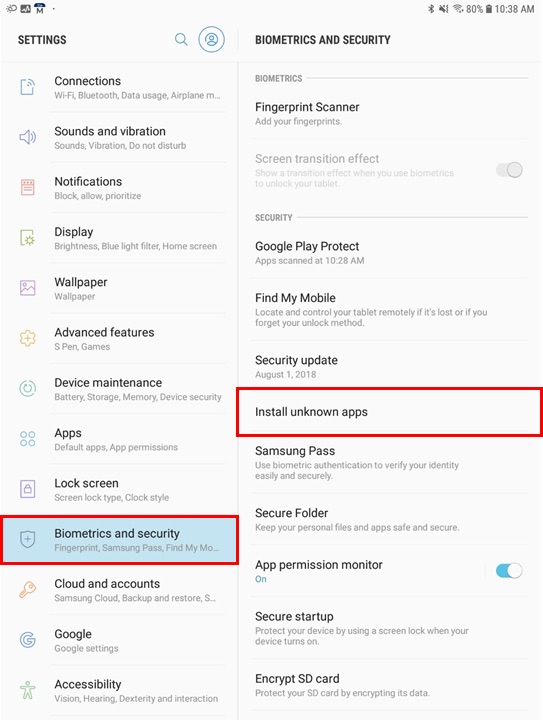 80% 10:38 AM
SETTINGS
Connections
Wi-Fi, Bluetooth, Data usage, Airplane m...
Sounds and vibration
Sounds, Vibration, Do not disturb
Notifications
Block, allow, prioritize
Display
Brightness, Blue light filter, Home screen
Wallpaper
Wallpaper
Advanced features
S Pen, Games
Device maintenance
Battery, Storage, Memory, Device security
Apps
Default apps, App permissions
Lock screen
Screen lock type, Clock style
Biometrics and security
Fingerprint, Samsung Pass, Find My Mo...
Cloud and accounts
Samsung Cloud, Backup and restore, S...
Google
Google settings
Accessibility
Vision, Hearing, Dexterity and interaction
BIOMETRICS AND SECURITY
BIOMETRICS
Fingerprint Scanner
Add your fingerprints.
Screen transition effect
Show a transition effect when you use biometrics
to unlock your tablet.
SECURITY
Google Play Protect
Apps scanned at 10:28 AM
Find My Mobile
Locate and control your tablet remotely if it's lost or if you
forget your unlock method.
Security update
August 1, 2018
Install unknown apps
Samsung Pass
Use biometric authentication to verify your identity
easily and securely.
Secure Folder
Keep your personal files and apps safe and secure.
App permission monitor
On
Secure startup
Protect your device by using a screen lock when your
device turns on.
Encrypt SD card
Protect your SD card by encrypting its data.